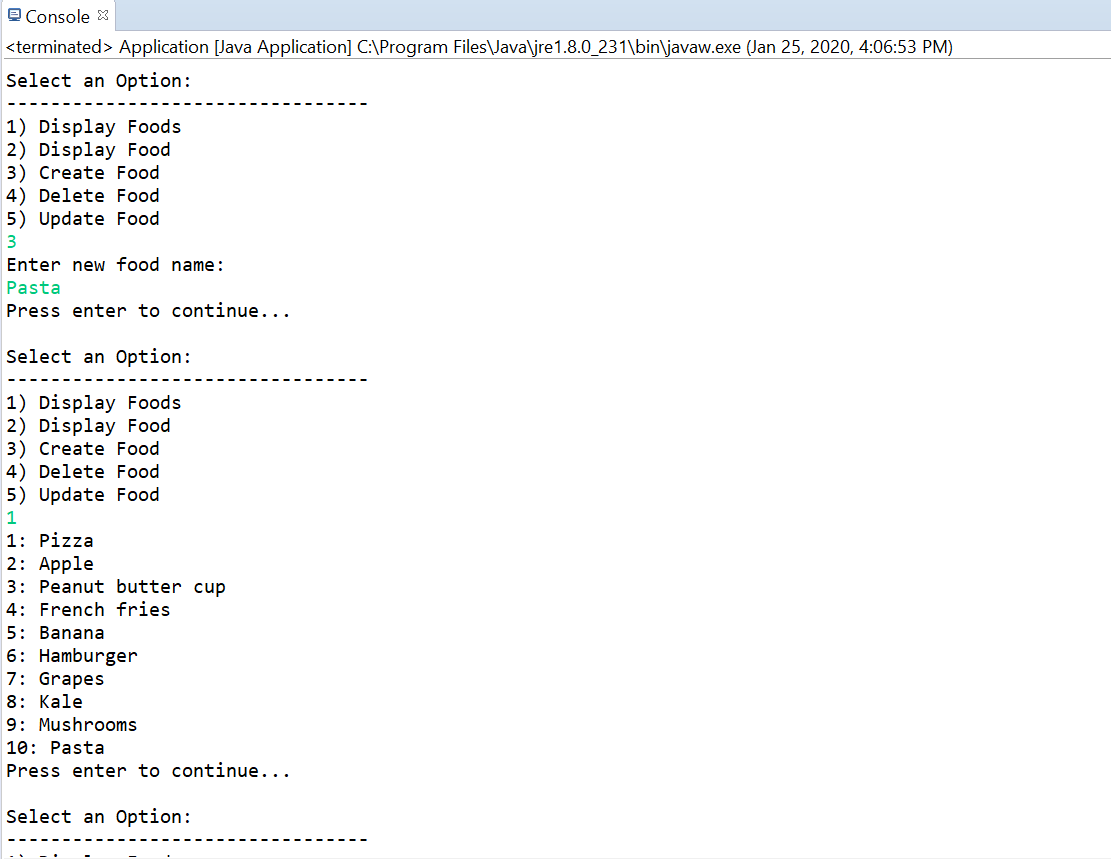 Console
<terminated> Application [Java Application] C:\Program Files\Java\jre1.8.0_231\bin\javaw.exe (Jan 25, 2020, 4:06:53 PM)
Select an Option:
---------------------------------
1) Display Foods
2) Display Food
3) Create Food
4) Delete Food
5) Update Food
3
Enter new food name:
Pasta
Press enter to continue...
Select an Option:
---------------------------------
1) Display Foods
2) Display Food
3) Create Food
4) Delete Food
5) Update Food
1
1: Pizza
2: Apple
3: Peanut butter cup
4: French fries
5: Banana
6: Hamburger
7: Grapes
8: Kale
9: Mushrooms
10: Pasta
Press enter to continue...
Select an Option:
---------------------------------